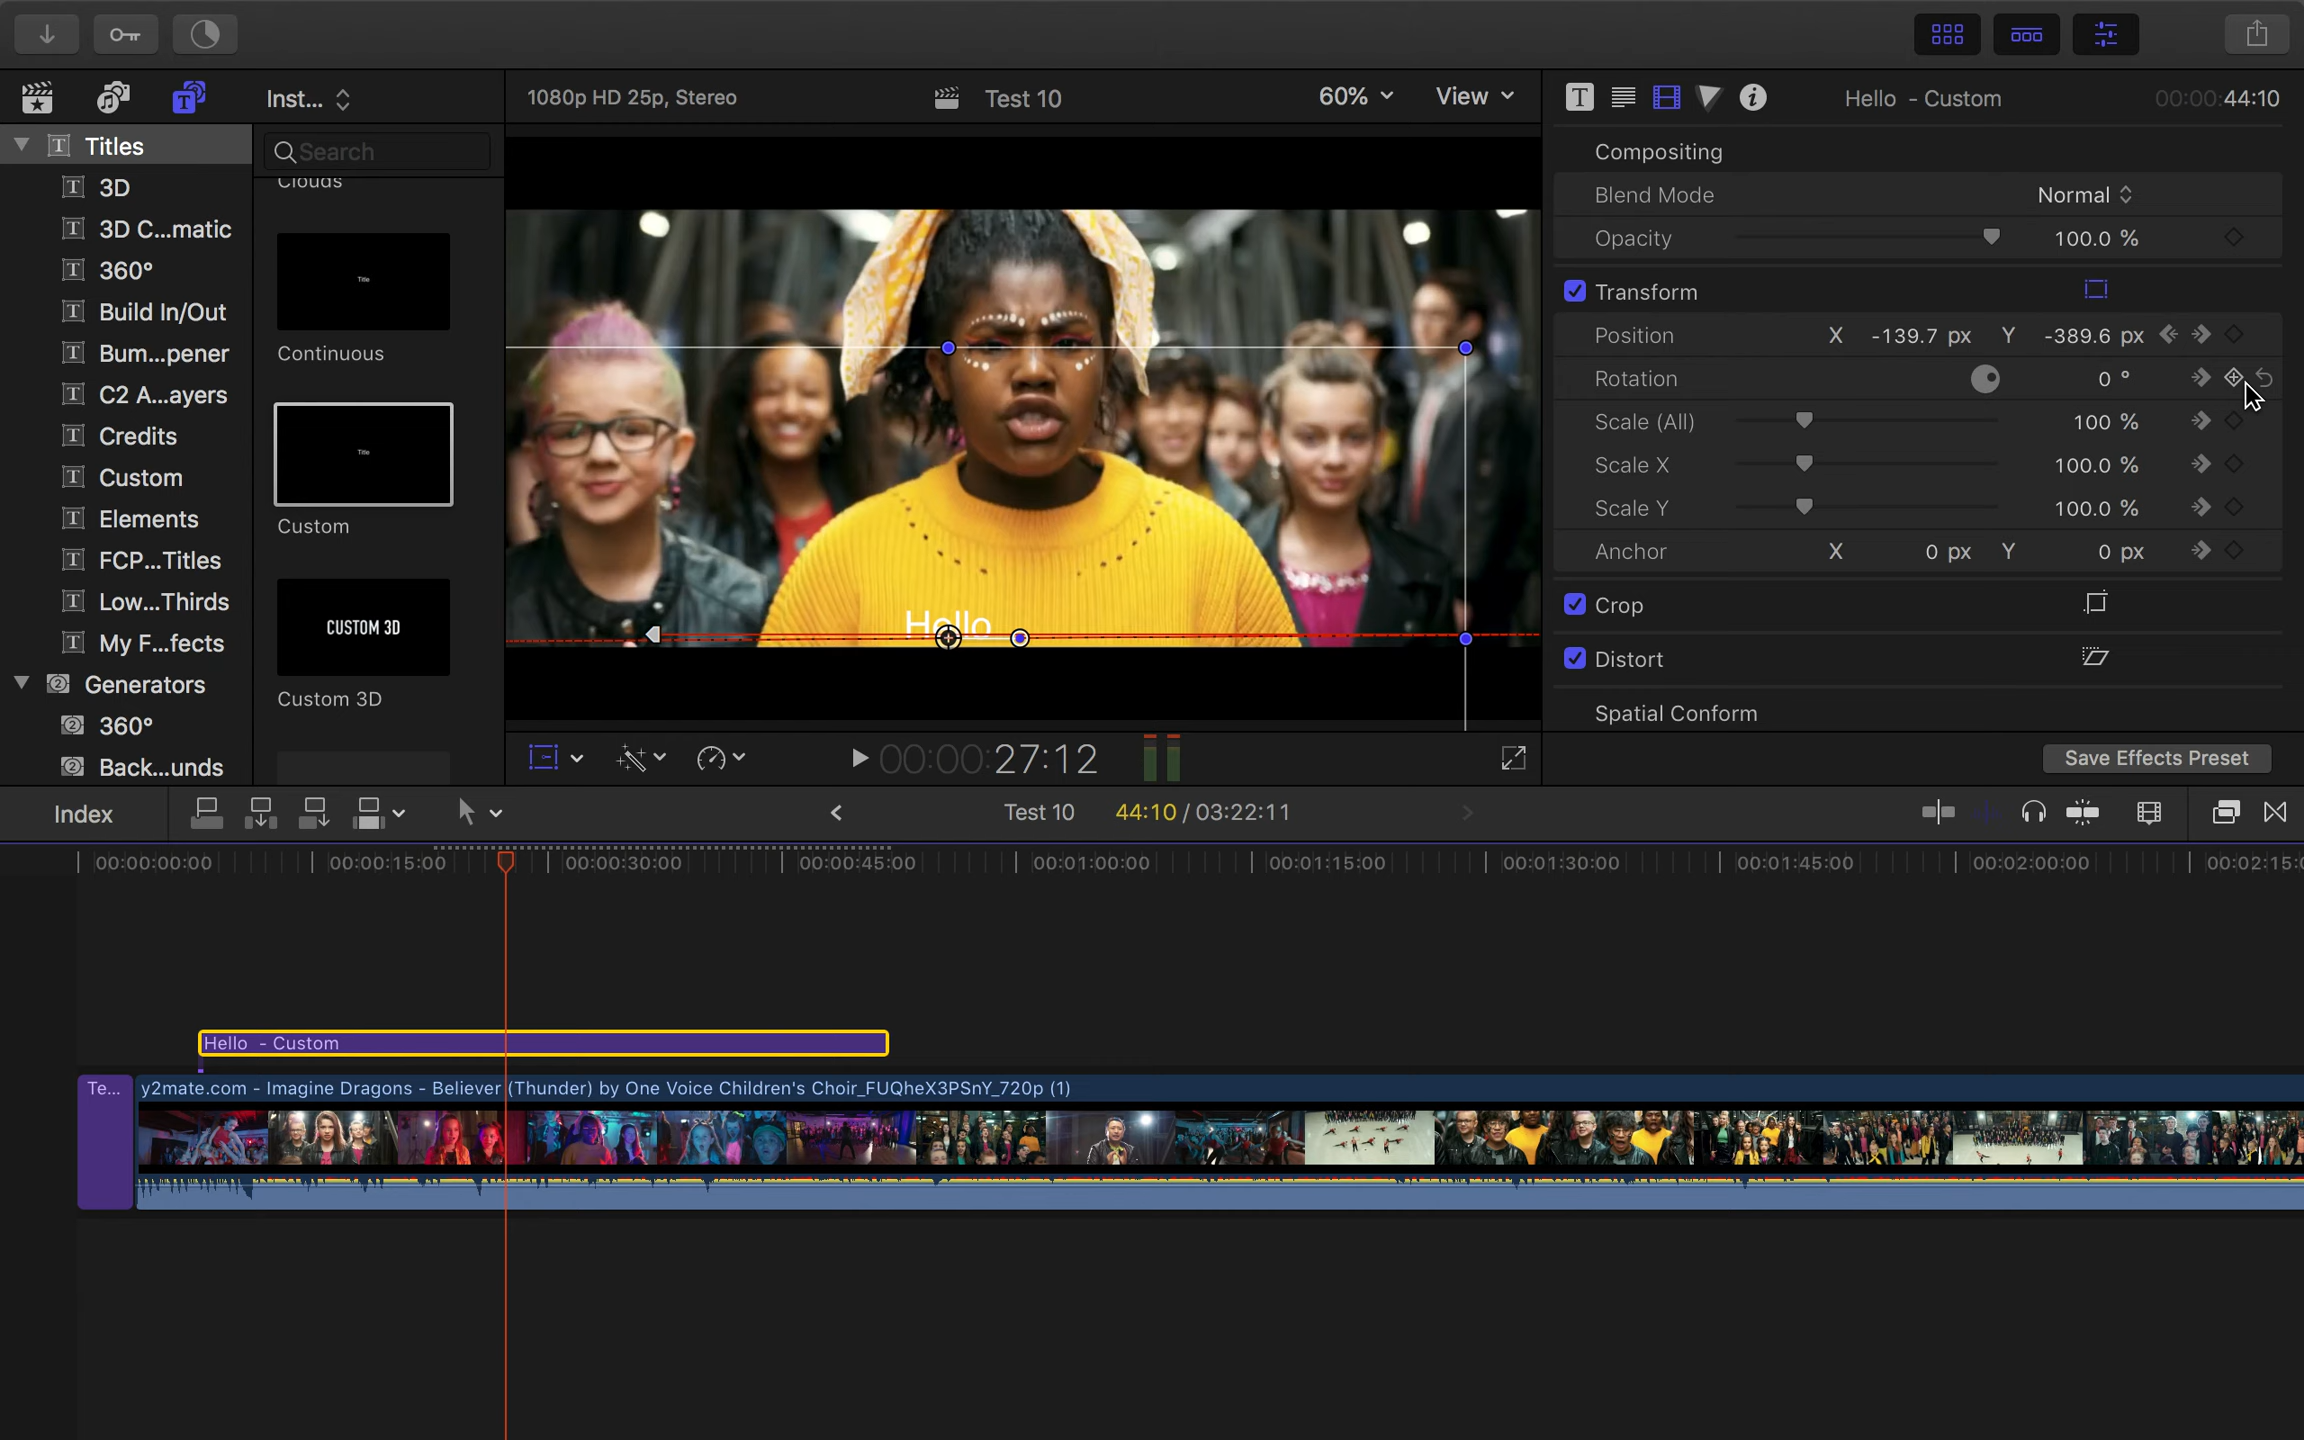 Inst...
1080p HD 25p, Stereo
Test 10
60%
View
Hello - Custom
00:00:44:10
Titles
3D
3D C...matic
360°
Build In/Out
Bum...pener
C2 A...ayers
Credits
Custom
Elements
FCP...Titles
Low...Thirds
My F...fects
Generators
360°
Back...unds
Search
Clouds
Title
Continuous
Title
Custom
CUSTOM 3D
Custom 3D
Hello
Compositing
Blend Mode Normal
Opacity 100.0 %
Transform
Position X -139.7 px Y -389.6 px
Rotation 0 °
Scale (All) 100 %
Scale X 100.0 %
Scale Y 100.0 %
Anchor X 0 px Y 0 px
Crop
Distort
Spatial Conform
00:00:27:12
Save Effects Preset
Index
Test 10
44:10 / 03:22:11
00:00:00:00
00:00:15:00
00:00:30:00
00:00:45:00
00:01:00:00
00:01:15:00
00:01:30:00
00:01:45:00
00:02:00:00
00:02:15:0
Hello - Custom
Te...
y2mate.com - Imagine Dragons - Believer (Thunder) by One Voice Children's Choir_FUQheX3PSnY_720p (1)